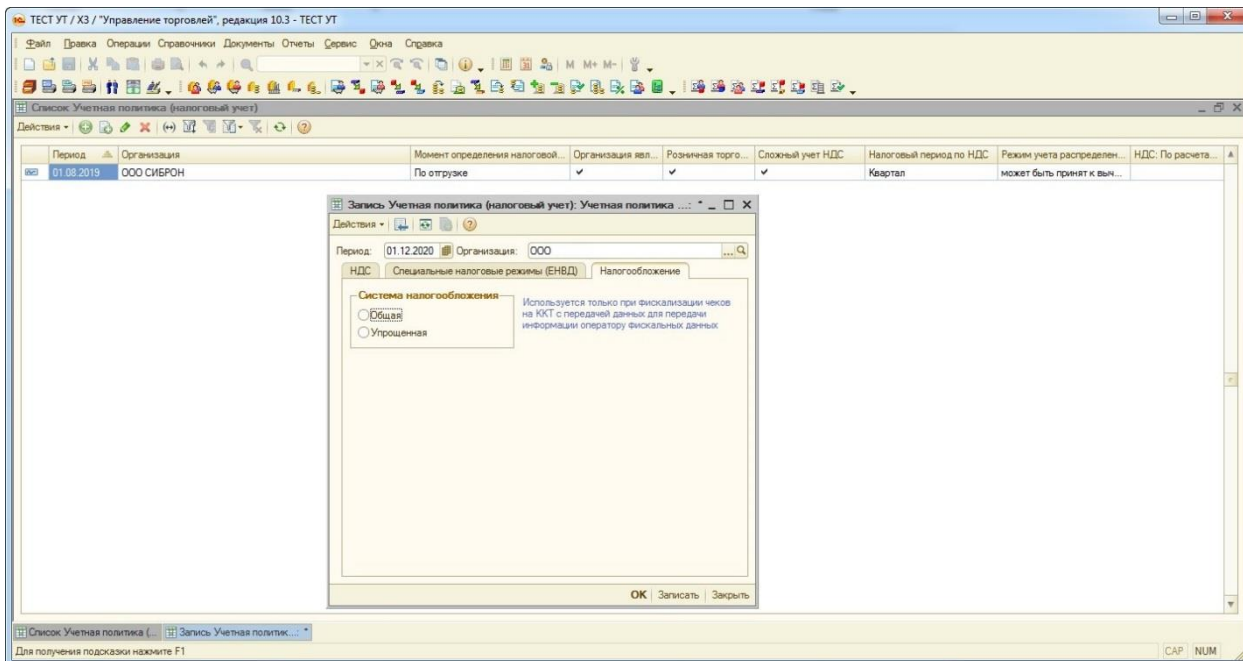 ТЕСТ УТ / ХЗ / "Управление торговлей", редакция 10.3 - ТЕСТ УТ
Файл Правка Операции Справочники Документы Отчеты Сервис Окна Справка
M M+ M-
Список Учетная политика (налоговый учет)
Действия
Период Организация Момент определения налоговой... Организация явл... Розничная торго... Сложный учет НДС Налоговый период по НДС Режим учета распределен... НДС: По расчета...
01.08.2019 ООО СИБРОН По отгрузке Квартал может быть принят к выч...
Запись Учетная политика (налоговый учет): Учетная политика ...: *
Действия
Период: 01.12.2020 Организация: ООО ...
НДС Специальные налоговые режимы (ЕНВД) Налогообложение
Система налогообложения
Общая
Упрощенная
Используется только при фискализации чеков
на ККТ с передачей данных для передачи
информации оператору фискальных данных
OK Записать Закрыть
Список Учетная политика (... Запись Учетная политик...: *
Для получения подсказки нажмите F1 CAP NUM